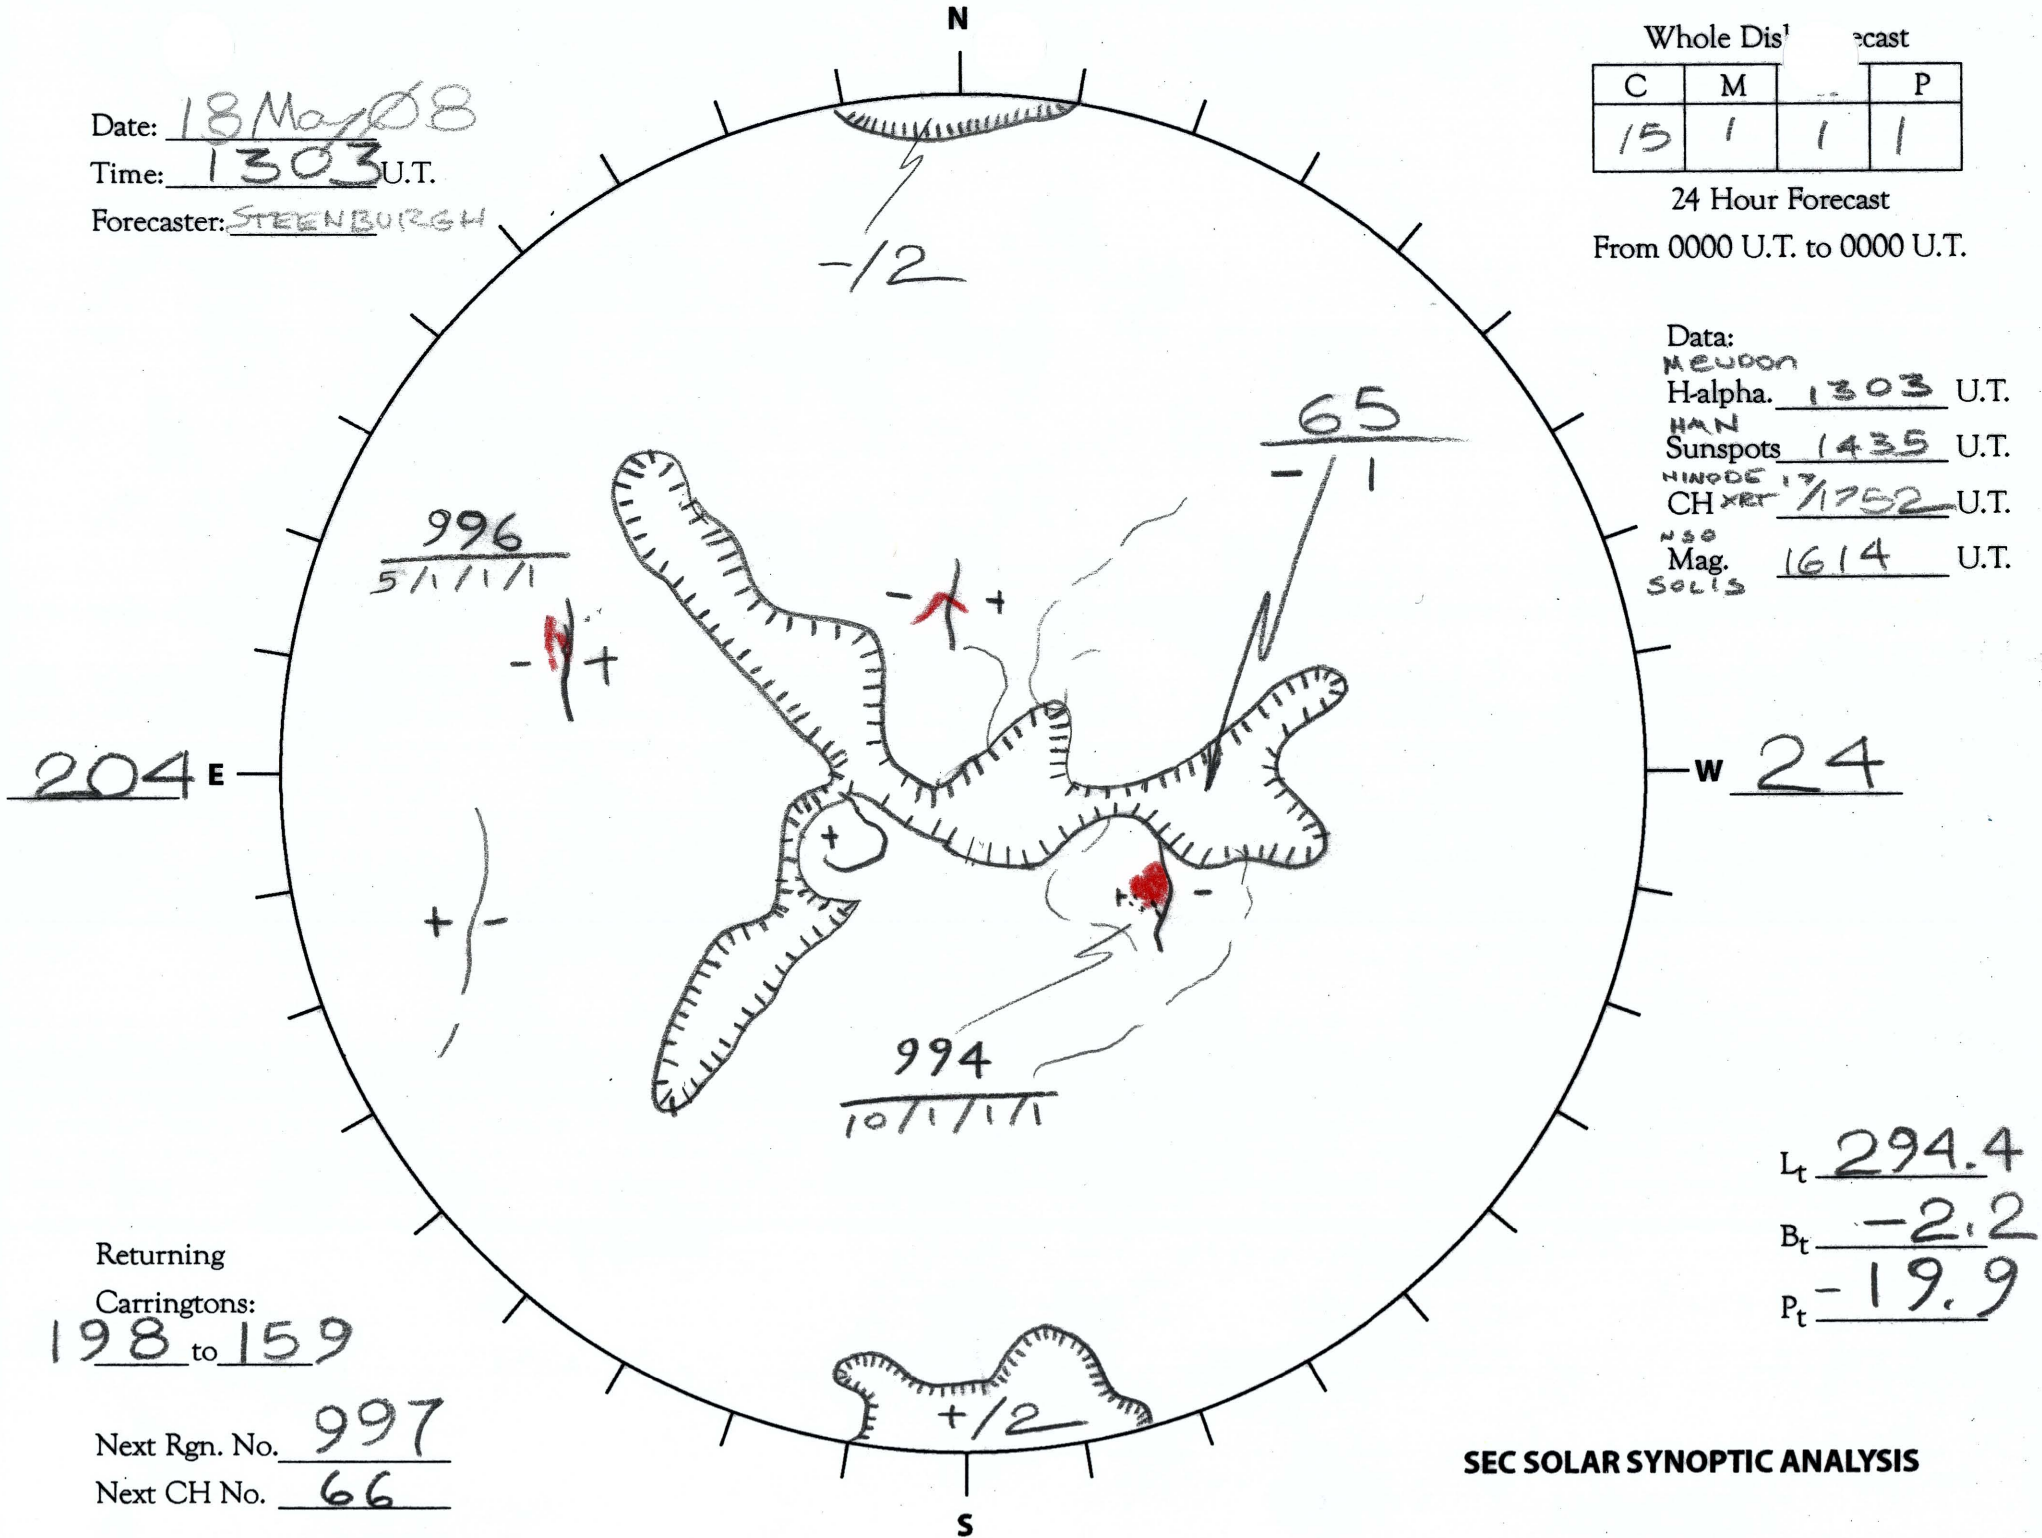 N
Date: 18 May Ø8
Time: 1303 U.T.
Forecaster: STEENBURGH
Whole Dis ecast
C M P
15 1 1 1
24 Hour Forecast
From 0000 U.T. to 0000 U.T.
-/2
Data:
MEUDON
H-alpha. 1303 U.T.
HMN
Sunspots 1435 U.T.
HINODE 17/1752
CH XRT U.T.
NSO
Mag. 1614 U.T.
SOLIS
65
- 1
996
5/1/1/1
- +
- +
204 E
W 24
+
+ -
+ -
994
10/1/1/1
Lt 294.4
Bt -2.2
Pt -19.9
Returning
Carringtons:
198 to 159
+/2
Next Rgn. No. 997
Next CH No. 66
SEC SOLAR SYNOPTIC ANALYSIS
S